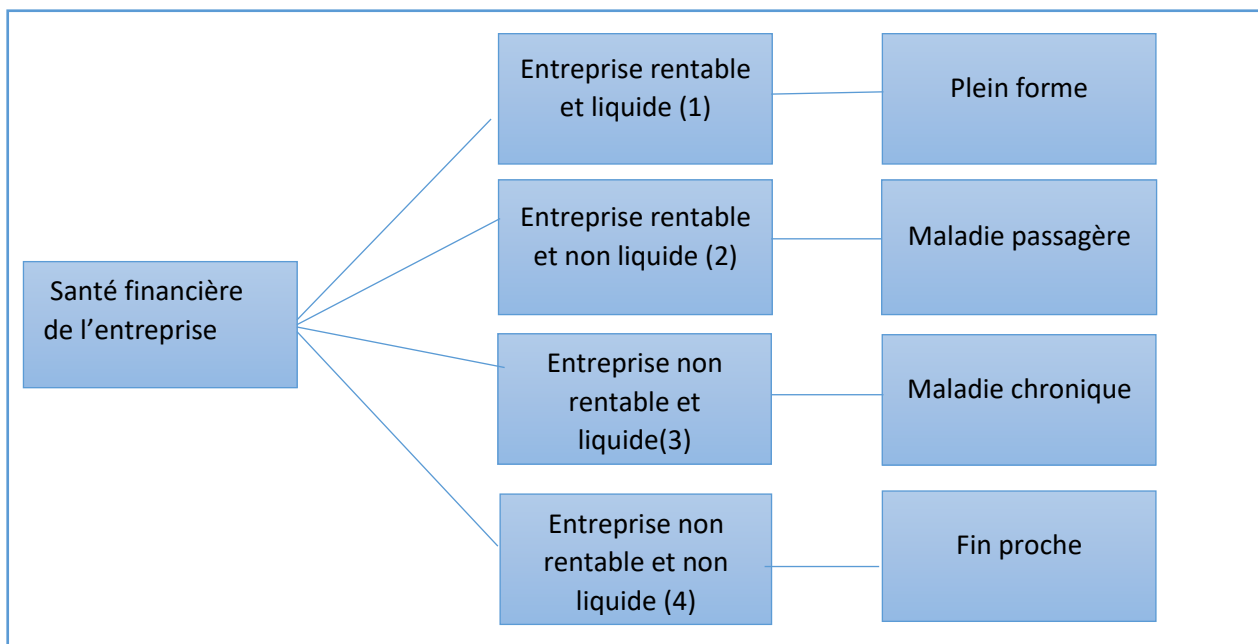 Entreprise rentable
et liquide (1)
Plein forme
Entreprise rentable
et non liquide (2)
Maladie passagère
Santé financière
de l’entreprise
Entreprise non
rentable et
liquide(3)
Maladie chronique
Entreprise non
rentable et non
liquide (4)
Fin proche